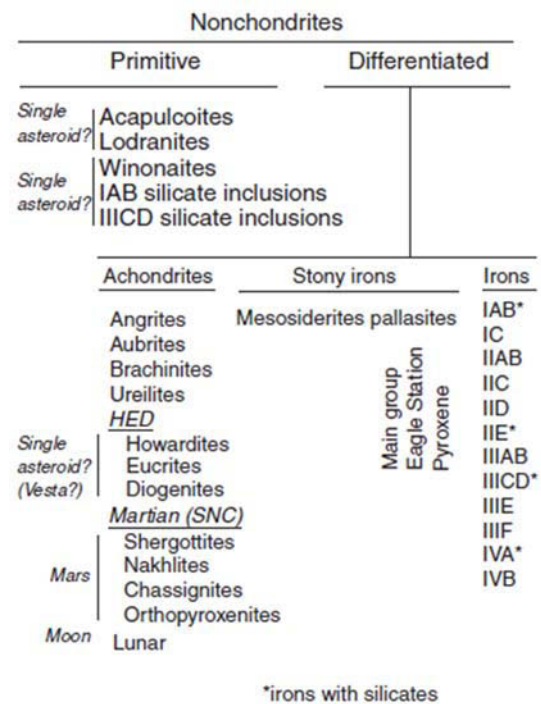 Nonchondrites
Primitive
Differentiated
Single
asteroid?
Acapulcoites
Lodranites
Single
asteroid?
Winonaites
IAB silicate inclusions
IIICD silicate inclusions
Achondrites
Stony irons
Irons
Angrites
Aubrites
Brachinites
Ureilites
HED
Single
asteroid?
(Vesta?)
Howardites
Eucrites
Diogenites
Martian (SNC)
Mars
Shergottites
Nakhlites
Chassignites
Orthopyroxenites
Moon
Lunar
Mesosiderites pallasites
Main group
Eagle Station
Pyroxene
IAB*
IC
IIAB
IIC
IID
IIE*
IIIAB
IIICD*
IIIE
IIIF
IVA*
IVB
*irons with silicates